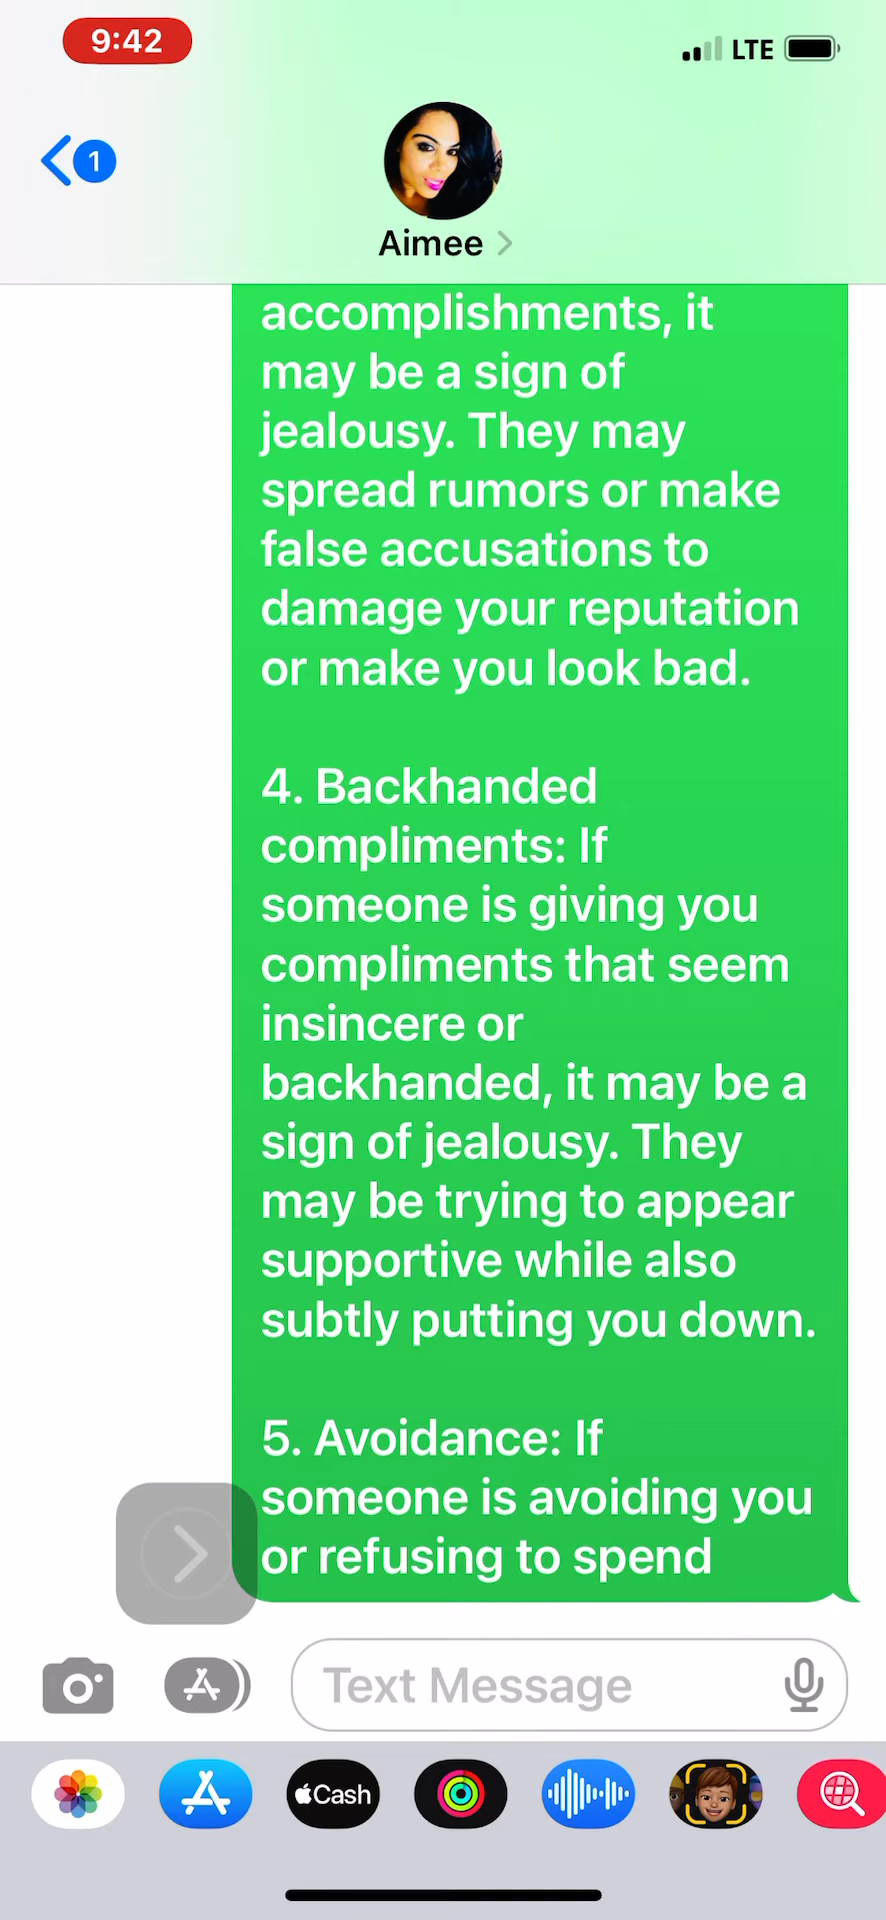 9:42
LTE
1
Aimee
accomplishments, it
may be a sign of
jealousy. They may
spread rumors or make
false accusations to
damage your reputation
or make you look bad.
4. Backhanded
compliments: If
someone is giving you
compliments that seem
insincere or
backhanded, it may be a
sign of jealousy. They
may be trying to appear
supportive while also
subtly putting you down.
5. Avoidance: If
someone is avoiding you
or refusing to spend
Text Message
Cash